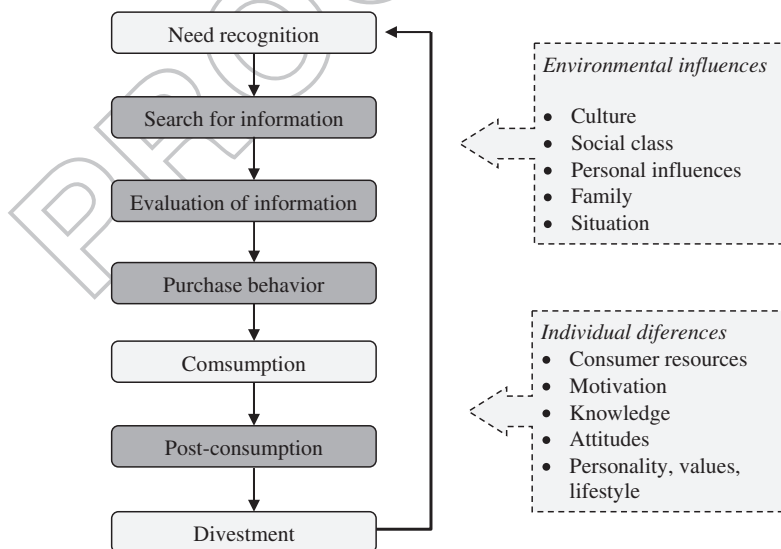 Need recognition
Search for information
Evaluation of information
Purchase behavior
Comsumption
Post-consumption
Divestment
Environmental influences
• Culture
• Social class
• Personal influences
• Family
• Situation
Individual diferences
• Consumer resources
• Motivation
• Knowledge
• Attitudes
• Personality, values,
lifestyle